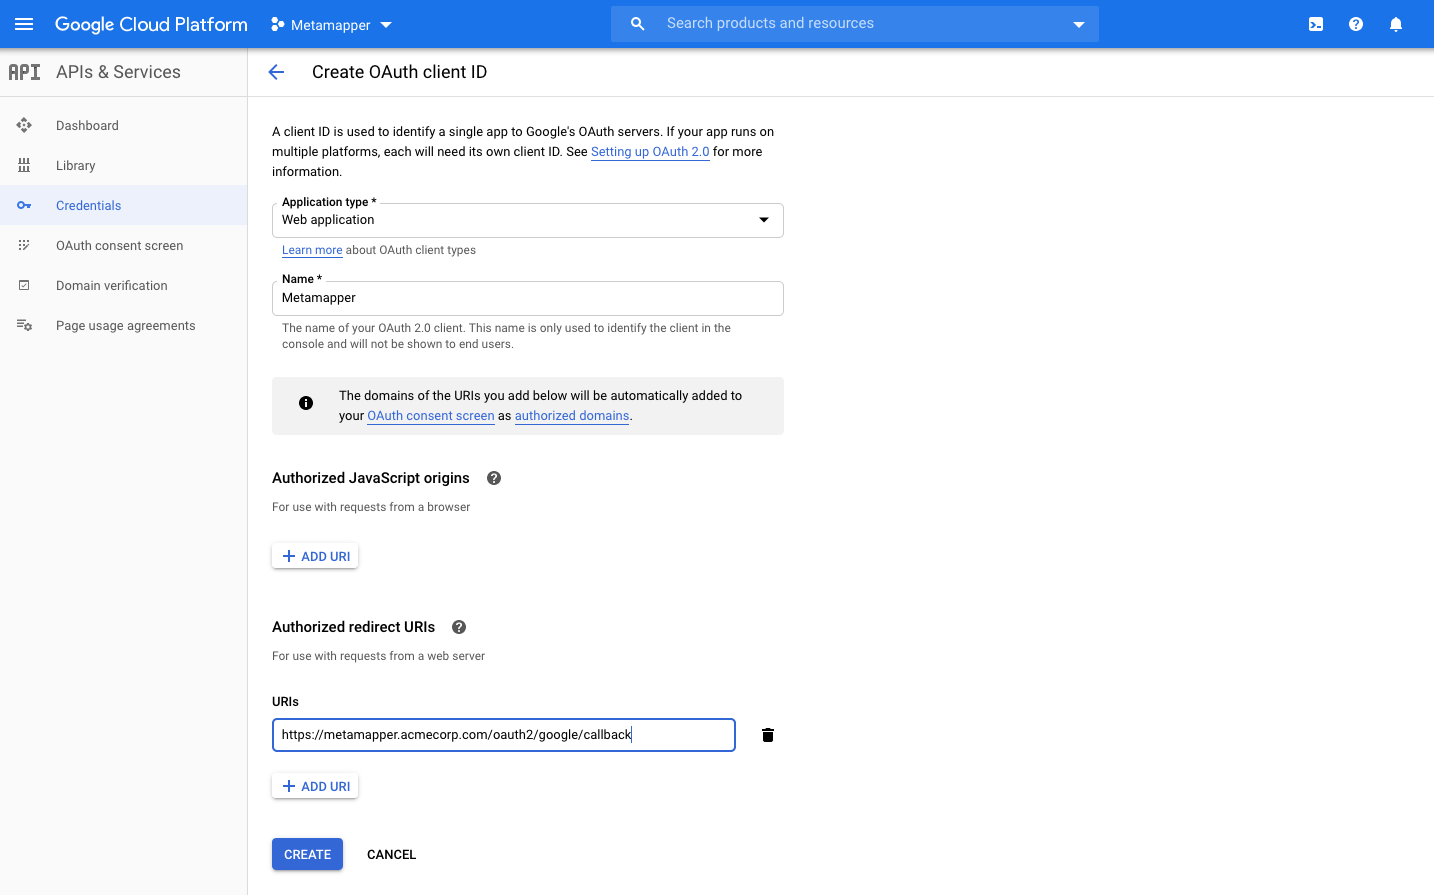 Google Cloud Platform
Metamapper
Search products and resources
API APIs & Services
Create OAuth client ID
Dashboard
Library
Credentials
OAuth consent screen
Domain verification
Page usage agreements
A client ID is used to identify a single app to Google's OAuth servers. If your app runs on
multiple platforms, each will need its own client ID. See Setting up OAuth 2.0 for more
information.
Application type *
Web application
Learn more about OAuth client types
Name *
Metamapper
The name of your OAuth 2.0 client. This name is only used to identify the client in the
console and will not be shown to end users.
The domains of the URIs you add below will be automatically added to
your OAuth consent screen as authorized domains.
Authorized JavaScript origins
For use with requests from a browser
ADD URI
Authorized redirect URIs
For use with requests from a web server
URIs
https://metamapper.acmecorp.com/oauth2/google/callback
ADD URI
CREATE
CANCEL